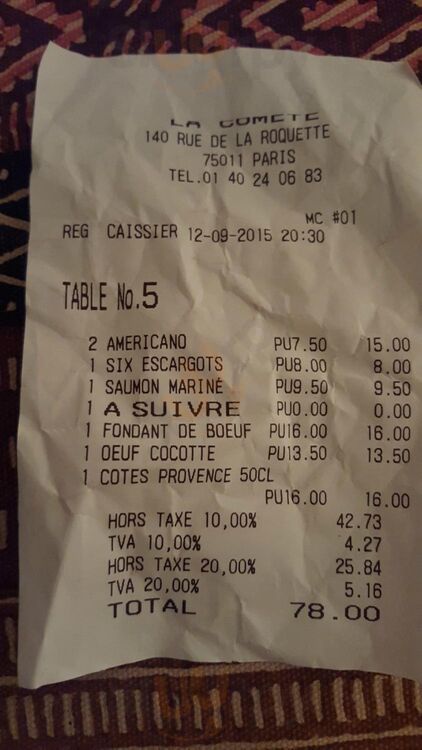 LA COMETE
140 RUE DE LA ROQUETTE
75011 PARIS
TEL.01 40 24 06 83
MC #01
REG CAISSIER 12-09-2015 20:30
TABLE No.5
2 AMERICANO PU7.50 15.00
1 SIX ESCARGOTS PU8.00 8.00
1 SAUMON MARINÉ PU9.50 9.50
1 A SUIVRE PU0.00 0.00
1 FONDANT DE BOEUF PU16.00 16.00
1 OEUF COCOTTE PU13.50 13.50
1 COTES PROVENCE 50CL
PU16.00 16.00
HORS TAXE 10,00% 42.73
TVA 10,00% 4.27
HORS TAXE 20,00% 25.84
TVA 20,00% 5.16
TOTAL 78.00